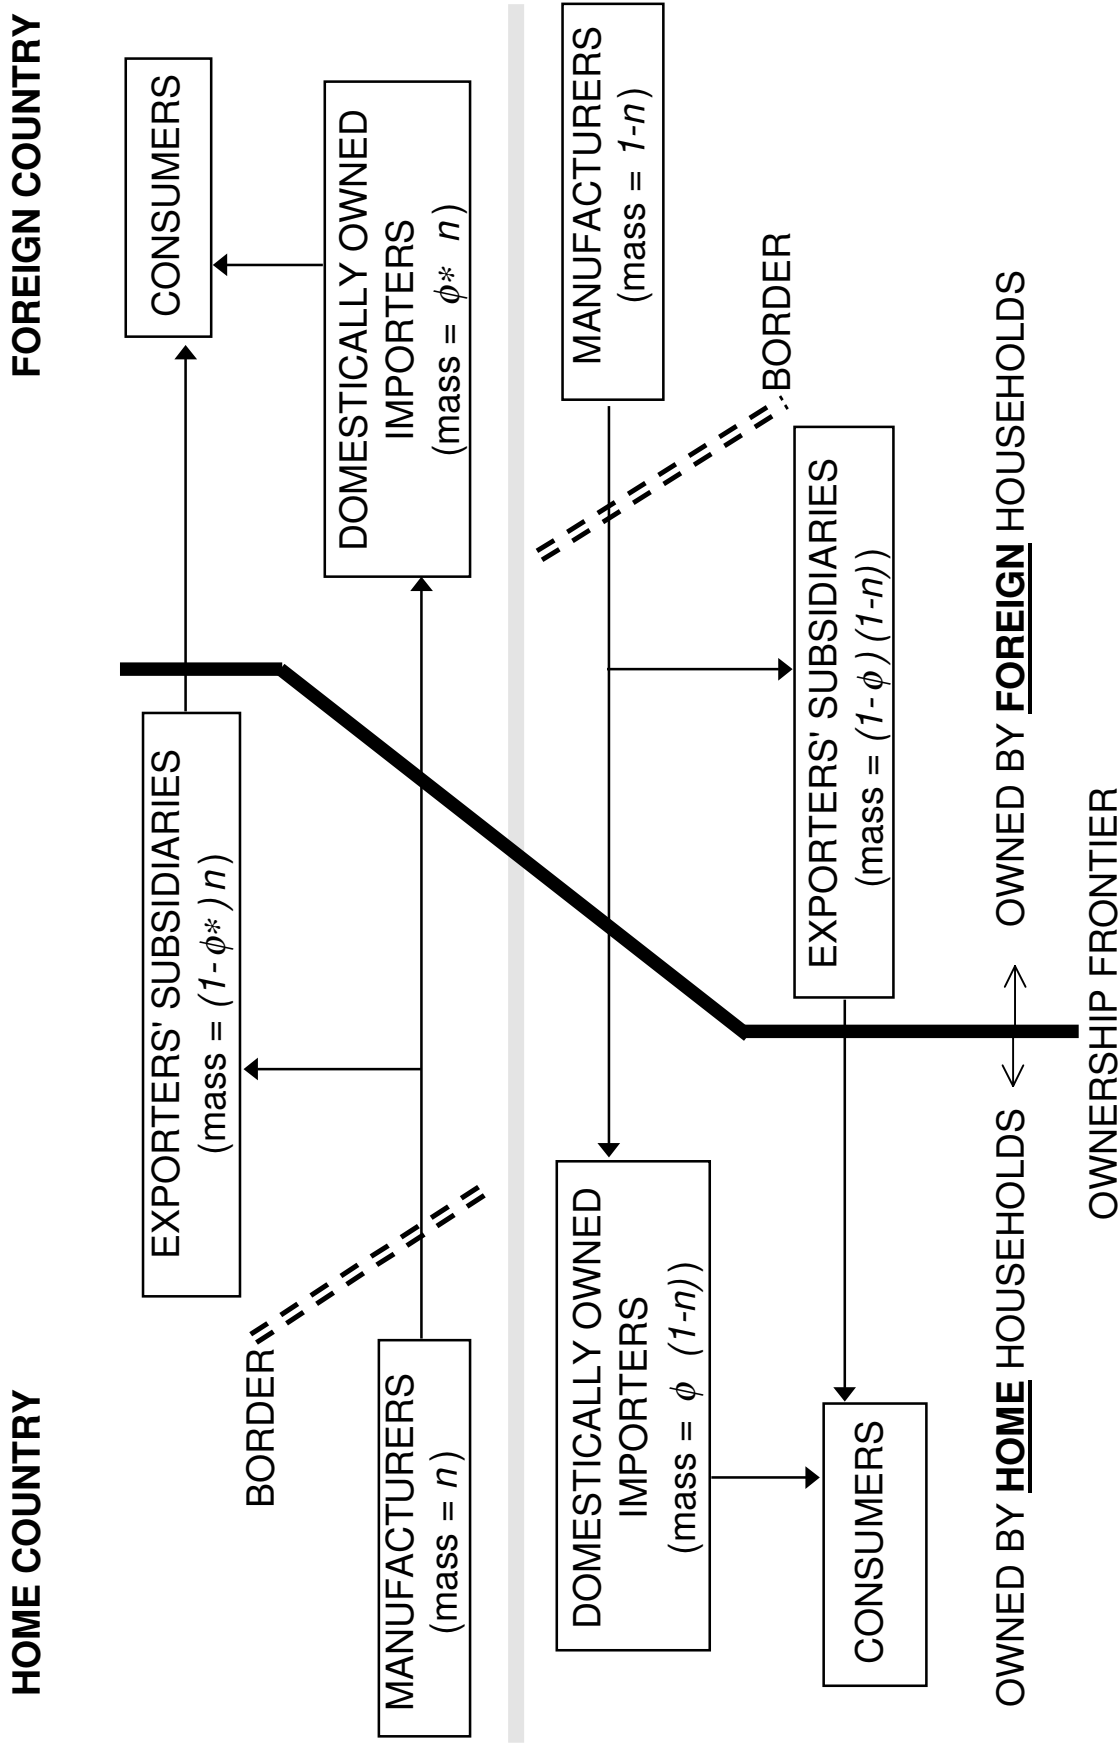 HOME COUNTRY
FOREIGN COUNTRY
EXPORTERS' SUBSIDIARIES
(mass = (1- ϕ* ) n )
CONSUMERS
BORDER
MANUFACTURERS
(mass = n )
DOMESTICALLY OWNED
IMPORTERS
(mass = ϕ* n )
DOMESTICALLY OWNED
IMPORTERS
(mass = ϕ (1-n))
MANUFACTURERS
(mass = 1-n )
BORDER
CONSUMERS
EXPORTERS' SUBSIDIARIES
(mass = (1- ϕ ) (1-n))
OWNED BY HOME HOUSEHOLDS
OWNED BY FOREIGN HOUSEHOLDS
OWNERSHIP FRONTIER